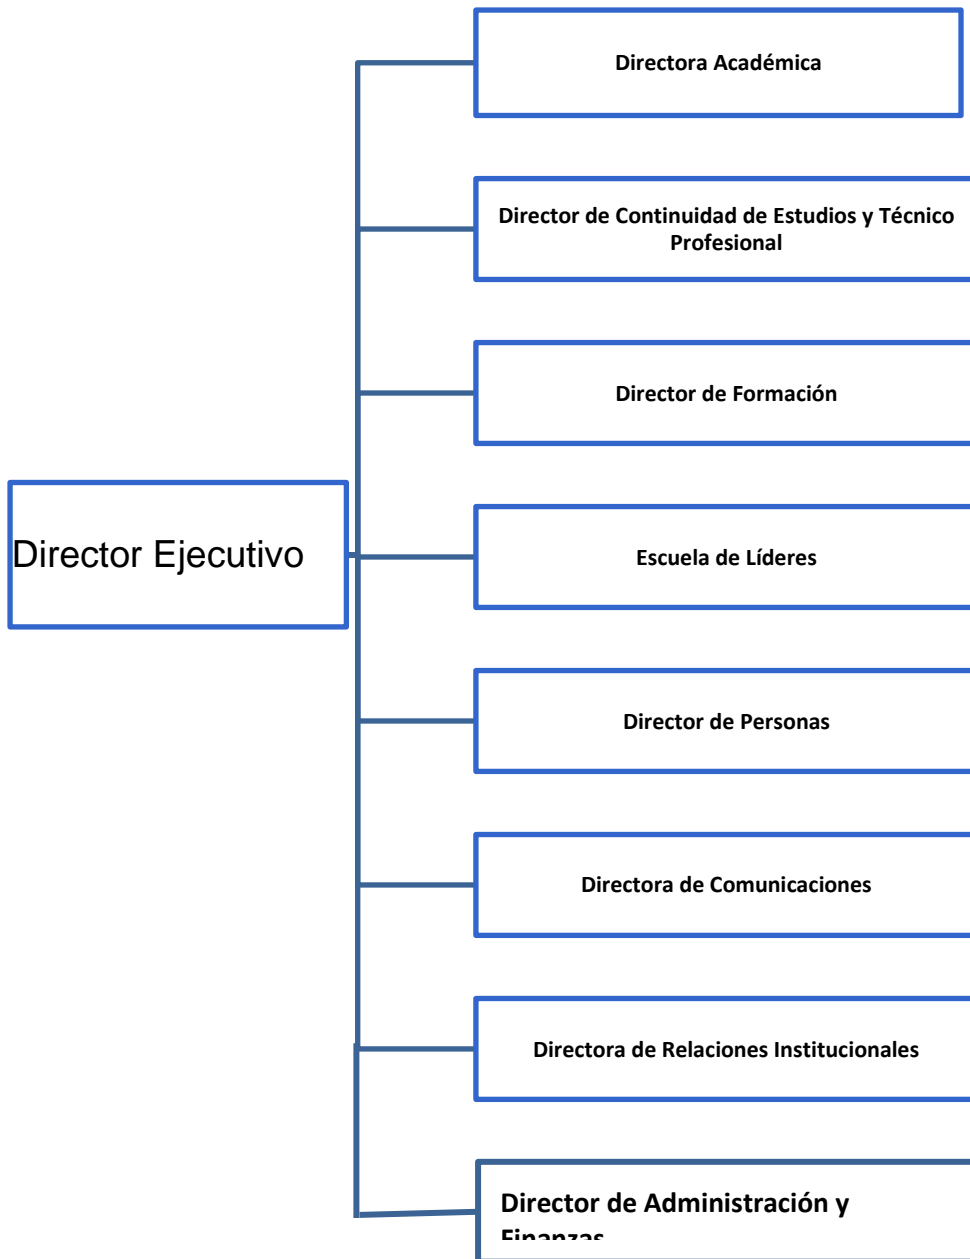 Directora Académica
Director de Continuidad de Estudios y Técnico
Profesional
Director de Formación
Director Ejecutivo
Escuela de Líderes
Director de Personas
Directora de Comunicaciones
Directora de Relaciones Institucionales
Director de Administración y
Finanzas